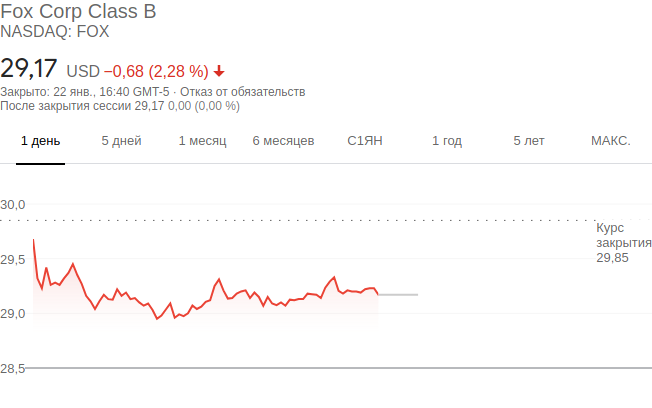 Fox Corp Class B
NASDAQ: FOX
29,17 USD −0,68 (2,28 %)
Закрыто: 22 янв., 16:40 GMT-5 · Отказ от обязательств
После закрытия сессии 29,17 0,00 (0,00 %)
1 день 5 дней 1 месяц 6 месяцев С1ЯН 1 год 5 лет МАКС.
30,0
Курс
закрытия
29,85
29,5
29,0
28,5